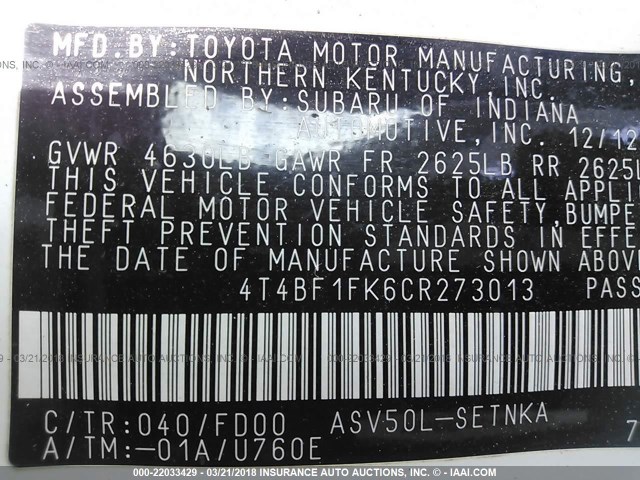 MFD. BY: TOYOTA MOTOR MANUFACTURING,
NORTHERN KENTUCKY, INC.
ASSEMBLED BY: SUBARU OF INDIANA
AUTOMOTIVE, INC. 12/12
GVWR 4630LB GAWR FR 2625LB RR 2625L
THIS VEHICLE CONFORMS TO ALL APPLI
FEDERAL MOTOR VEHICLE SAFETY, BUMPE
THEFT PREVENTION STANDARDS IN EFFE
THE DATE OF MANUFACTURE SHOWN ABOV
4T4BF1FK6CR273013 PASS
C/TR:040/FD00 ASV50L-SETNKA
A/TM:-01A/U760E 7
000-22033429 - 03/21/2018 INSURANCE AUTO AUCTIONS, INC. - © - IAAI.COM